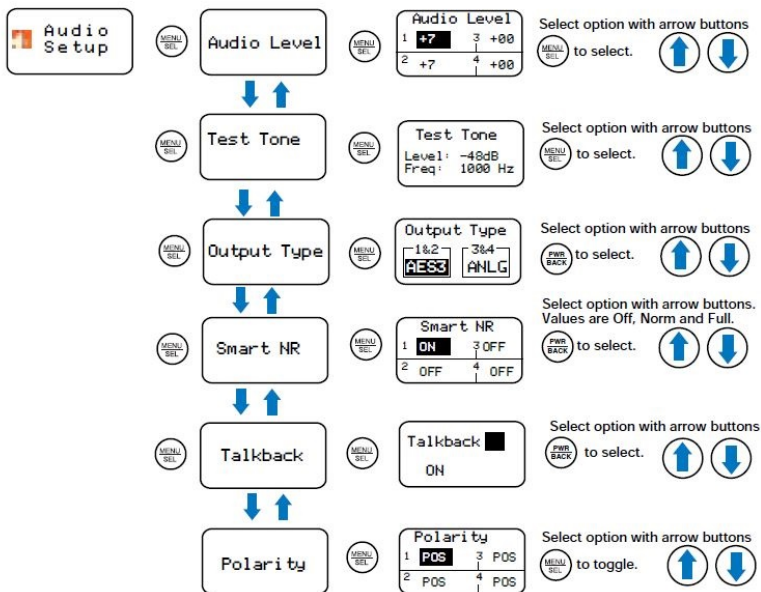 Audio
Setup
MENU
SEL
Audio Level
MENU
SEL
Audio Level
1 +7 3 +00
2 +7 4 +00
Select option with arrow buttons
MENU
SEL to select.
MENU
SEL
Test Tone
MENU
SEL
Test Tone
Level: -48dB
Freq: 1000 Hz
Select option with arrow buttons
MENU
SEL to select.
MENU
SEL
Output Type
MENU
SEL
Output Type
1&2 3&4
AES3 ANLG
Select option with arrow buttons
PWR
BACK to select.
MENU
SEL
Smart NR
MENU
SEL
Smart NR
1 ON 3 OFF
2 OFF 4 OFF
Select option with arrow buttons.
Values are Off, Norm and Full.
PWR
BACK to select.
MENU
SEL
Talkback
MENU
SEL
Talkback
ON
Select option with arrow buttons
PWR
BACK to select.
Polarity
MENU
SEL
Polarity
1 POS 3 POS
2 POS 4 POS
Select option with arrow buttons
MENU
SEL to toggle.